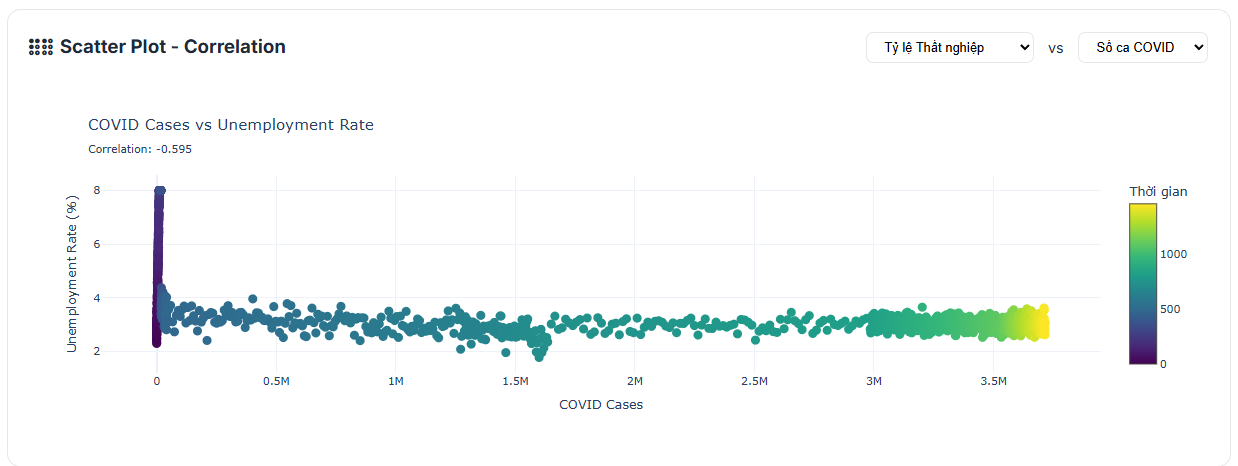 Scatter Plot - Correlation
Tỷ lệ Thất nghiệp vs Số ca COVID
COVID Cases vs Unemployment Rate
Correlation: -0.595
Unemployment Rate (%)
8
6
4
2
0 0.5M 1M 1.5M 2M 2.5M 3M 3.5M
COVID Cases
Thời gian
1000
500
0